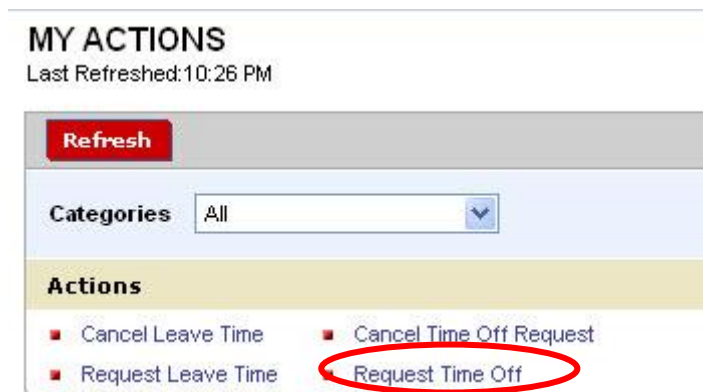 MY ACTIONS
Last Refreshed:10:26 PM
Refresh
Categories All
Actions
Cancel Leave Time Cancel Time Off Request
Request Leave Time Request Time Off